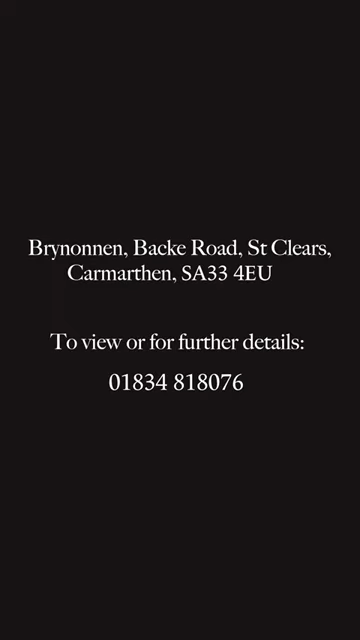 Brynonnen, Backe Road, St Clears,
Carmarthen, SA33 4EU
To view or for further details:
01834 818076